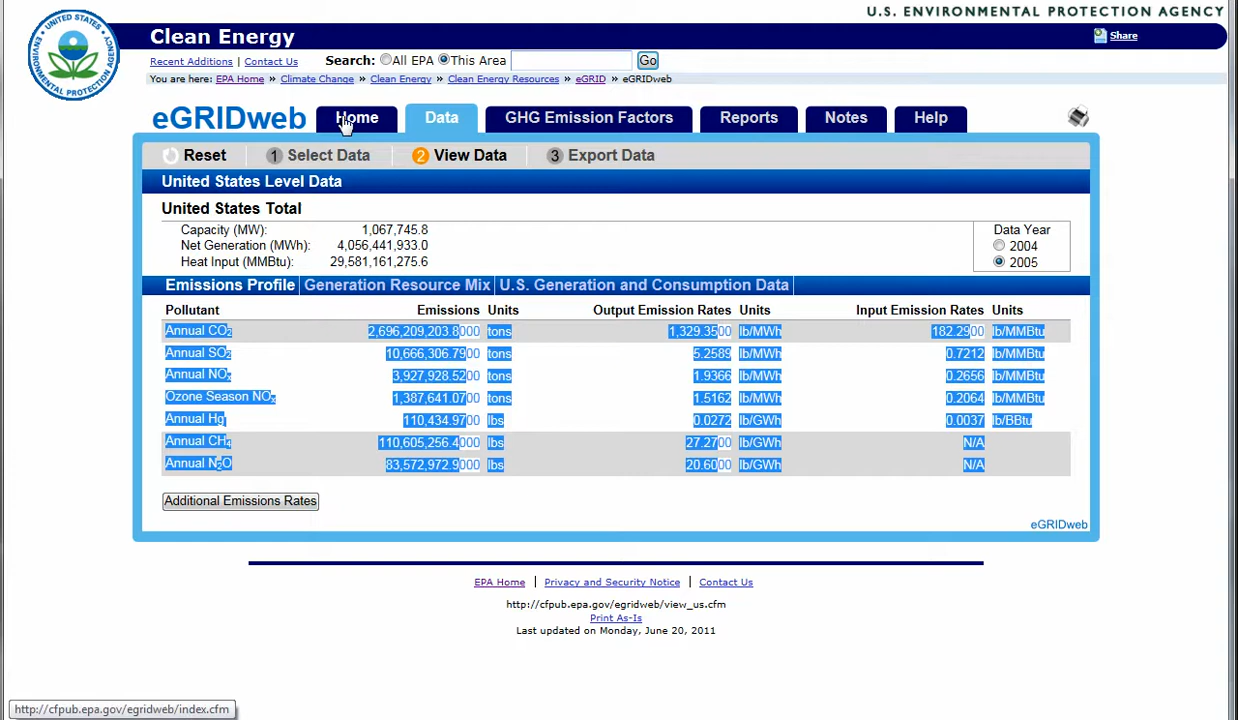 U.S. ENVIRONMENTAL PROTECTION AGENCY
UNITED STATES
ENVIRONMENTAL PROTECTION AGENCY
Clean Energy
Share
Recent Additions | Contact Us Search: All EPA This Area Go
You are here: EPA Home » Climate Change » Clean Energy » Clean Energy Resources » eGRID » eGRIDweb
eGRIDweb Home Data GHG Emission Factors Reports Notes Help
Reset 1 Select Data 2 View Data 3 Export Data
United States Level Data
United States Total
Capacity (MW): 1,067,745.8 Data Year
Net Generation (MWh): 4,056,441,933.0 2004
Heat Input (MMBtu): 29,581,161,275.6 2005
Emissions Profile | Generation Resource Mix | U.S. Generation and Consumption Data
Pollutant Emissions Units Output Emission Rates Units Input Emission Rates Units
Annual CO₂ 2,696,209,203.8000 tons 1,329.3500 lb/MWh 182.2900 lb/MMBtu
Annual SO₂ 10,666,306.7900 tons 5.2589 lb/MWh 0.7212 lb/MMBtu
Annual NOₓ 3,927,928.5200 tons 1.9366 lb/MWh 0.2656 lb/MMBtu
Ozone Season NOₓ 1,387,641.0700 tons 1.5162 lb/MWh 0.2064 lb/MMBtu
Annual Hg 110,434.9700 lbs 0.0272 lb/GWh 0.0037 lb/BBtu
Annual CH₄ 110,605,256.4000 lbs 27.2700 lb/GWh N/A
Annual N₂O 83,572,972.9000 lbs 20.6000 lb/GWh N/A
Additional Emissions Rates
eGRIDweb
EPA Home | Privacy and Security Notice | Contact Us
http://cfpub.epa.gov/egridweb/view_us.cfm
Print As-Is
Last updated on Monday, June 20, 2011
http://cfpub.epa.gov/egridweb/index.cfm